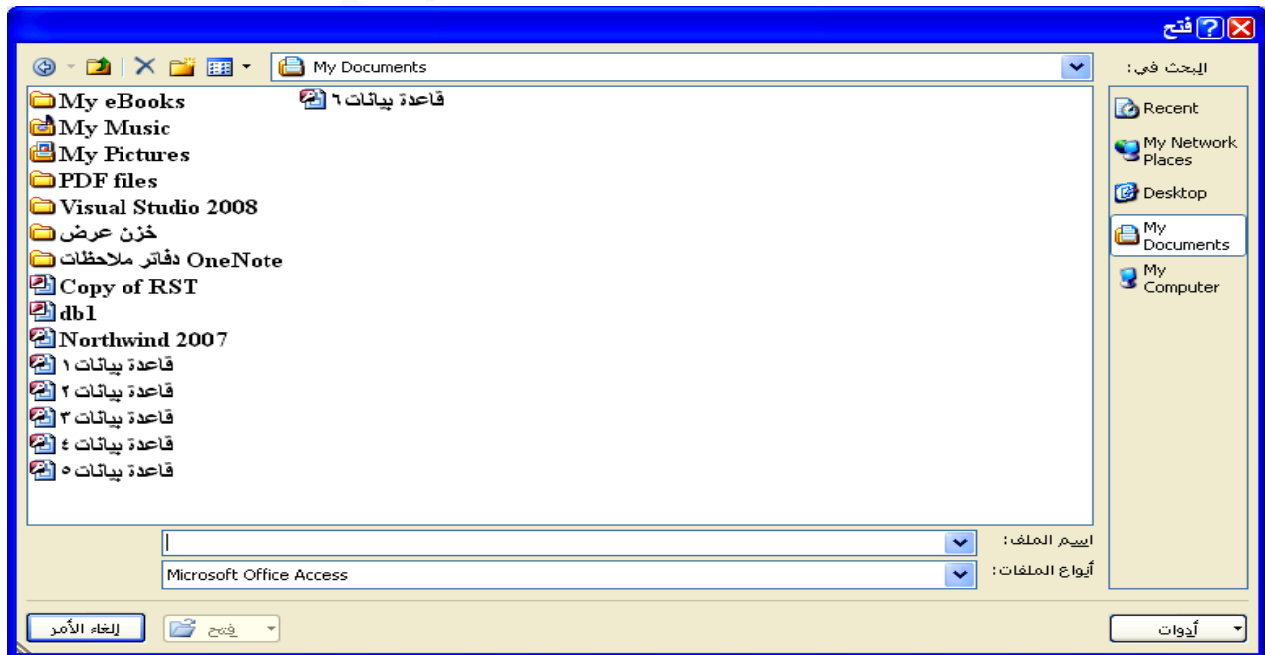 فتح
البحث في:
My Documents
Recent
My Network
Places
Desktop
My
Documents
My
Computer
My eBooks
My Music
My Pictures
PDF files
Visual Studio 2008
خزن عرض
دفاتر ملاحظات OneNote
Copy of RST
db1
Northwind 2007
قاعدة بيانات ١
قاعدة بيانات ٢
قاعدة بيانات ٣
قاعدة بيانات ٤
قاعدة بيانات ٥
قاعدة بيانات ٦
اسم الملف:
أنواع الملفات:
Microsoft Office Access
أدوات
فتح
إلغاء الأمر